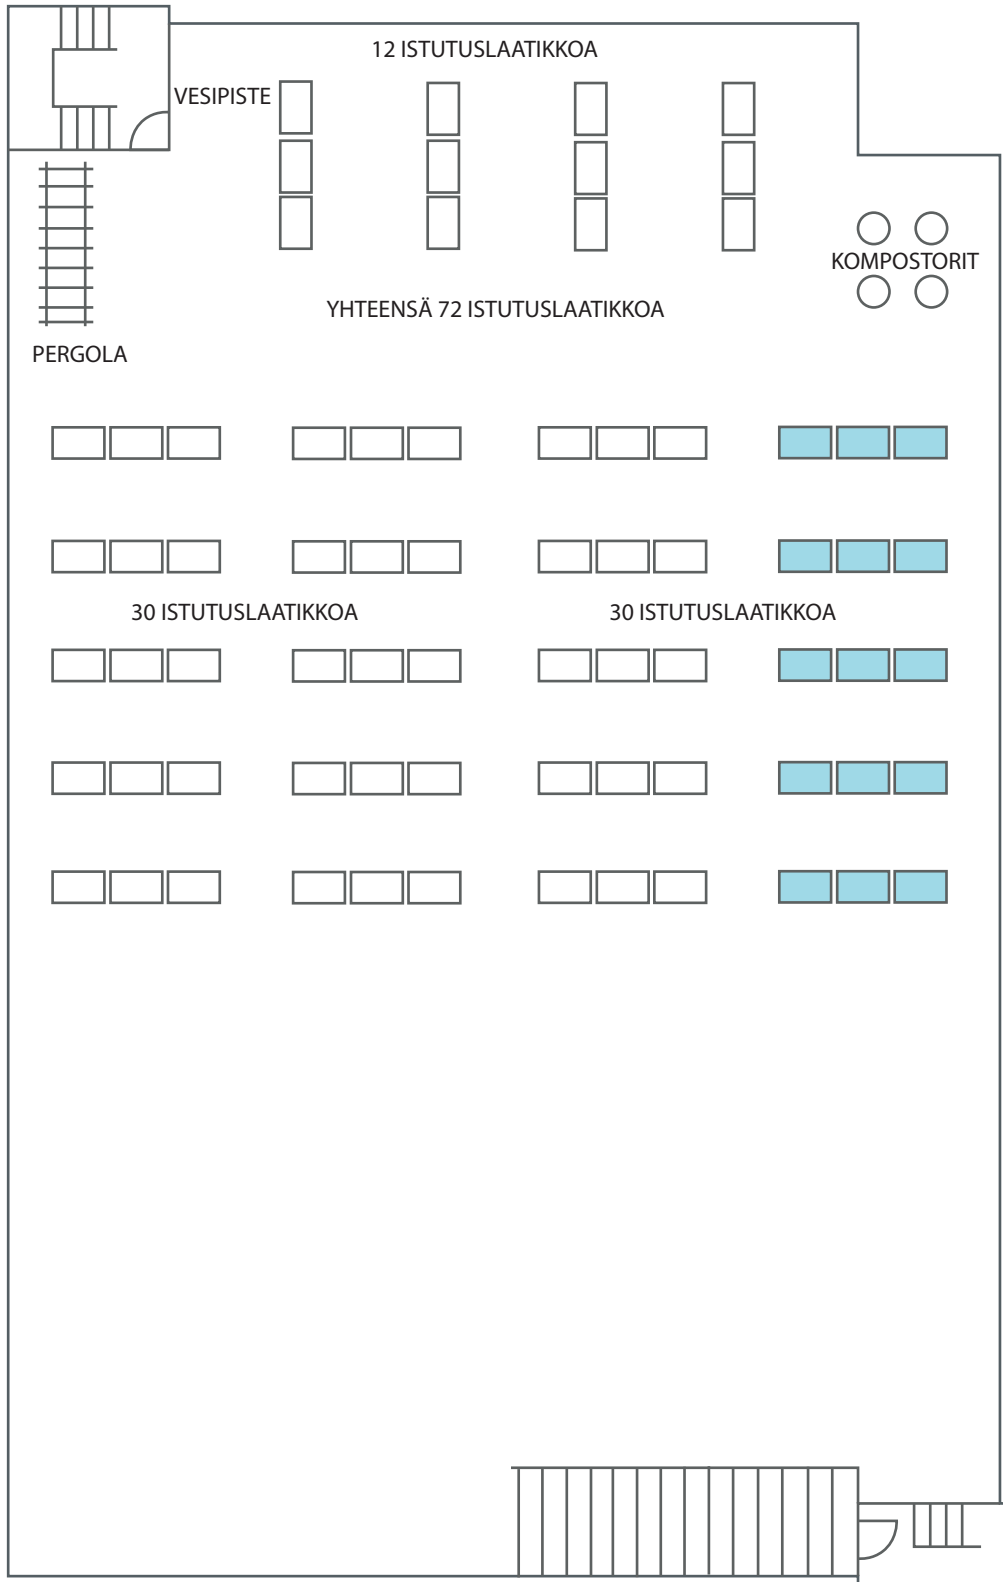 12 ISTUTUSLAATIKKOA
VESIPISTE
KOMPOSTORIT
YHTEENSÄ 72 ISTUTUSLAATIKKOA
PERGOLA
30 ISTUTUSLAATIKKOA
30 ISTUTUSLAATIKKOA